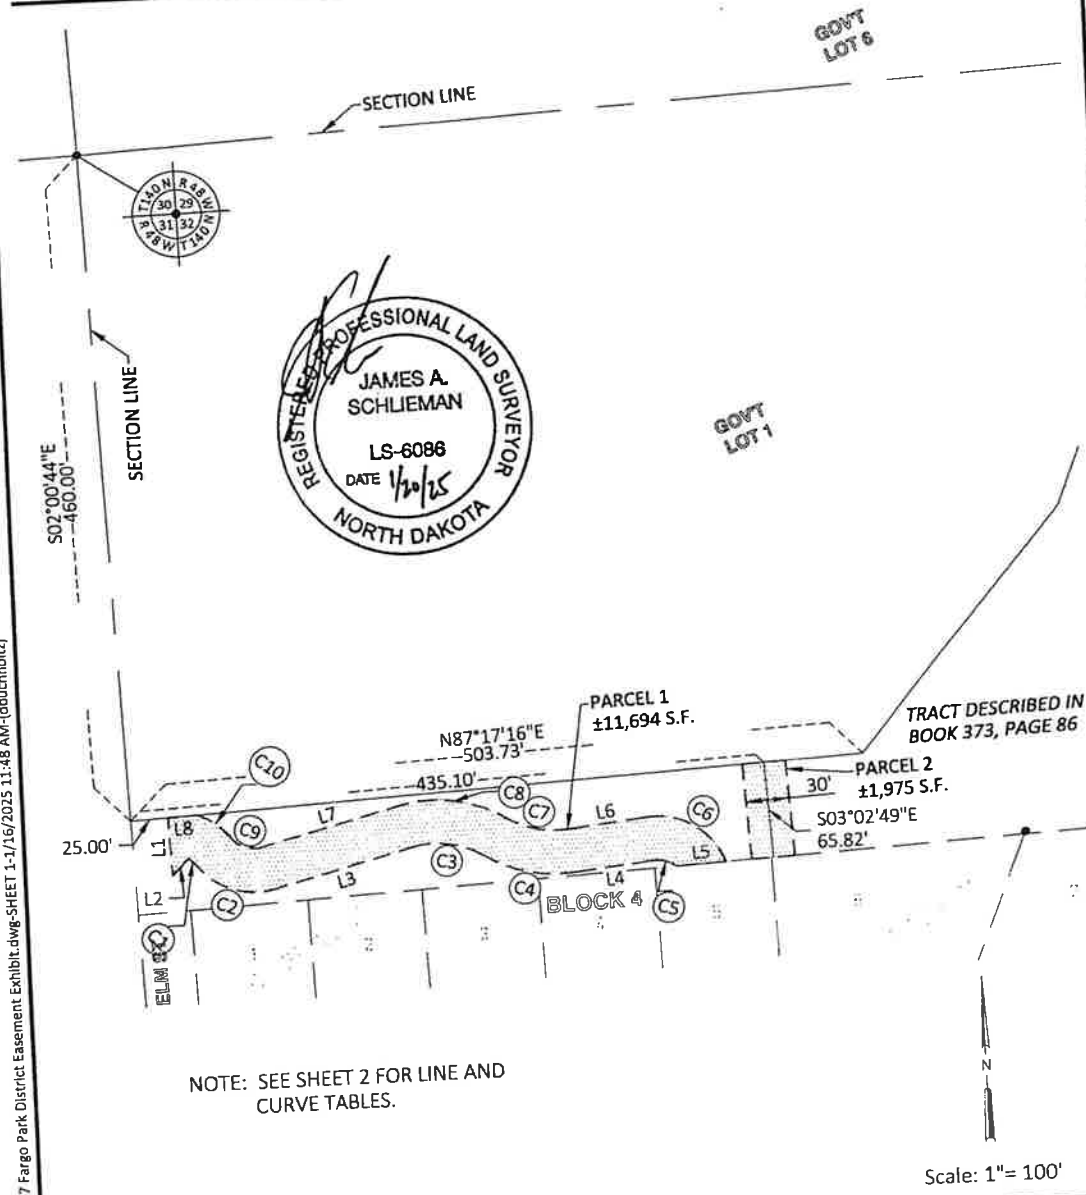 GOV'T
LOT 6
SECTION LINE
T140N R48W
30 29
31 32
R48W T140N
SECTION LINE
S02°00'44"E
460.00'
REGISTERED PROFESSIONAL LAND SURVEYOR
JAMES A.
SCHLIEMAN
LS-6086
DATE 1/20/25
NORTH DAKOTA
GOV'T
LOT 1
PARCEL 1
±11,694 S.F.
N87°17'16"E
503.73'
435.10'
TRACT DESCRIBED IN
BOOK 373, PAGE 86
PARCEL 2
±1,975 S.F.
30'
S03°02'49"E
65.82'
25.00'
C10
C9
C8
C7
C6
L8
L7
L6
L1
L2
C2
L3
C3
C4
L4
C5
L5
BLOCK 4
ELM
NOTE: SEE SHEET 2 FOR LINE AND
CURVE TABLES.
N
Scale: 1"= 100'
7 Fargo Park District Easement Exhibit.dwg-SHEET 1-1/16/2025 11:48 AM-(dbuchholtz)